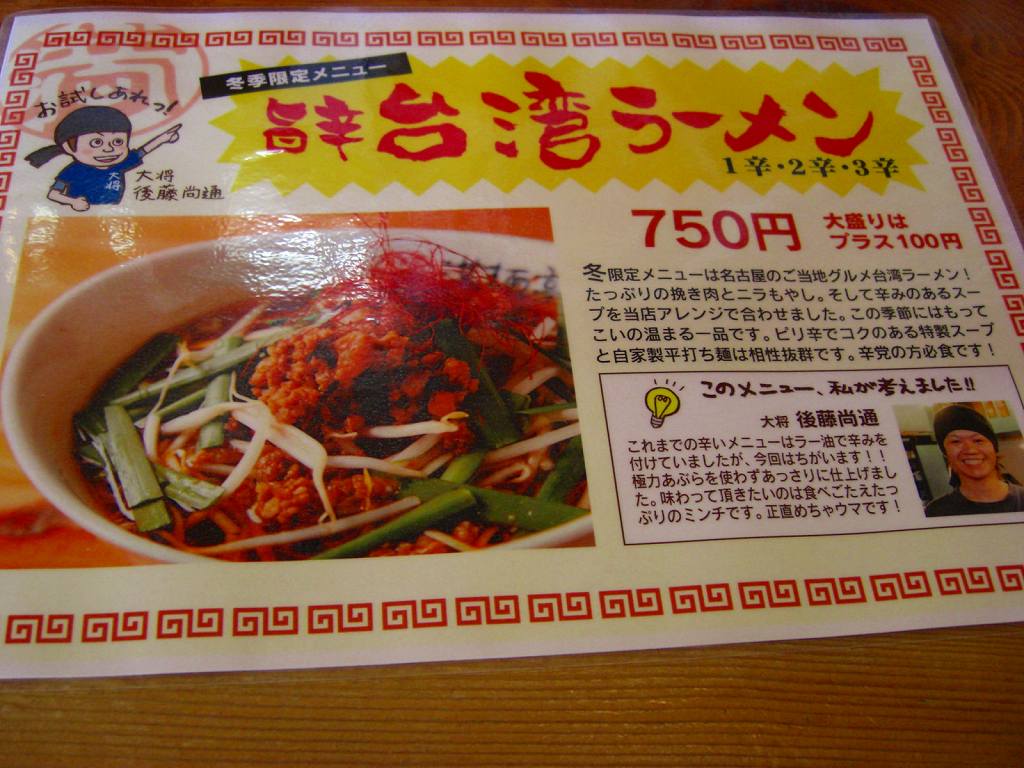 お試しあれっ!
大将
大将
後藤尚通
冬季限定メニュー
旨辛台湾ラーメン
1辛・2辛・3辛
750円
大盛りは
プラス100円
冬限定メニューは名古屋のご当地グルメ台湾ラーメン!
たっぷりの挽き肉とニラもやし。そして辛みのあるスー
プを当店アレンジで合わせました。この季節にはもって
こいの温まる一品です。ピリ辛でコクのある特製スープ
と自家製平打ち麺は相性抜群です。辛党の方必食です!
このメニュー、私が考えました!!
大将 後藤尚通
これまでの辛いメニューはラー油で辛みを
付けていましたが、今回はちがいます!!
極力あぶらを使わずあっさりに仕上げまし
た。味わって頂きたいのは食べごたえたっ
ぷりのミンチです。正直めちゃウマです!